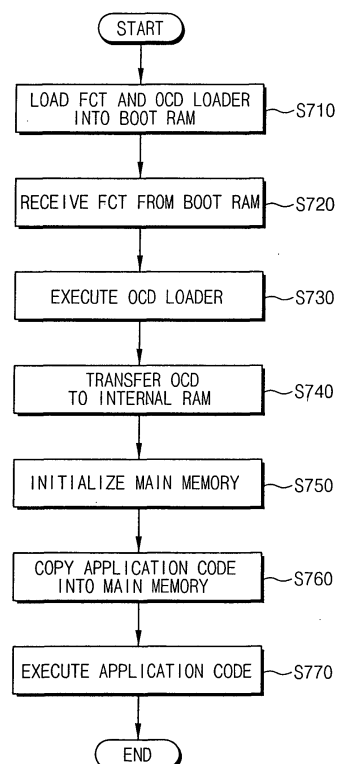 START
LOAD FCT AND OCD LOADER
INTO BOOT RAM
S710
RECEIVE FCT FROM BOOT RAM
S720
EXECUTE OCD LOADER
S730
TRANSFER OCD
TO INTERNAL RAM
S740
INITIALIZE MAIN MEMORY
S750
COPY APPLICATION CODE
INTO MAIN MEMORY
S760
EXECUTE APPLICATION CODE
S770
END